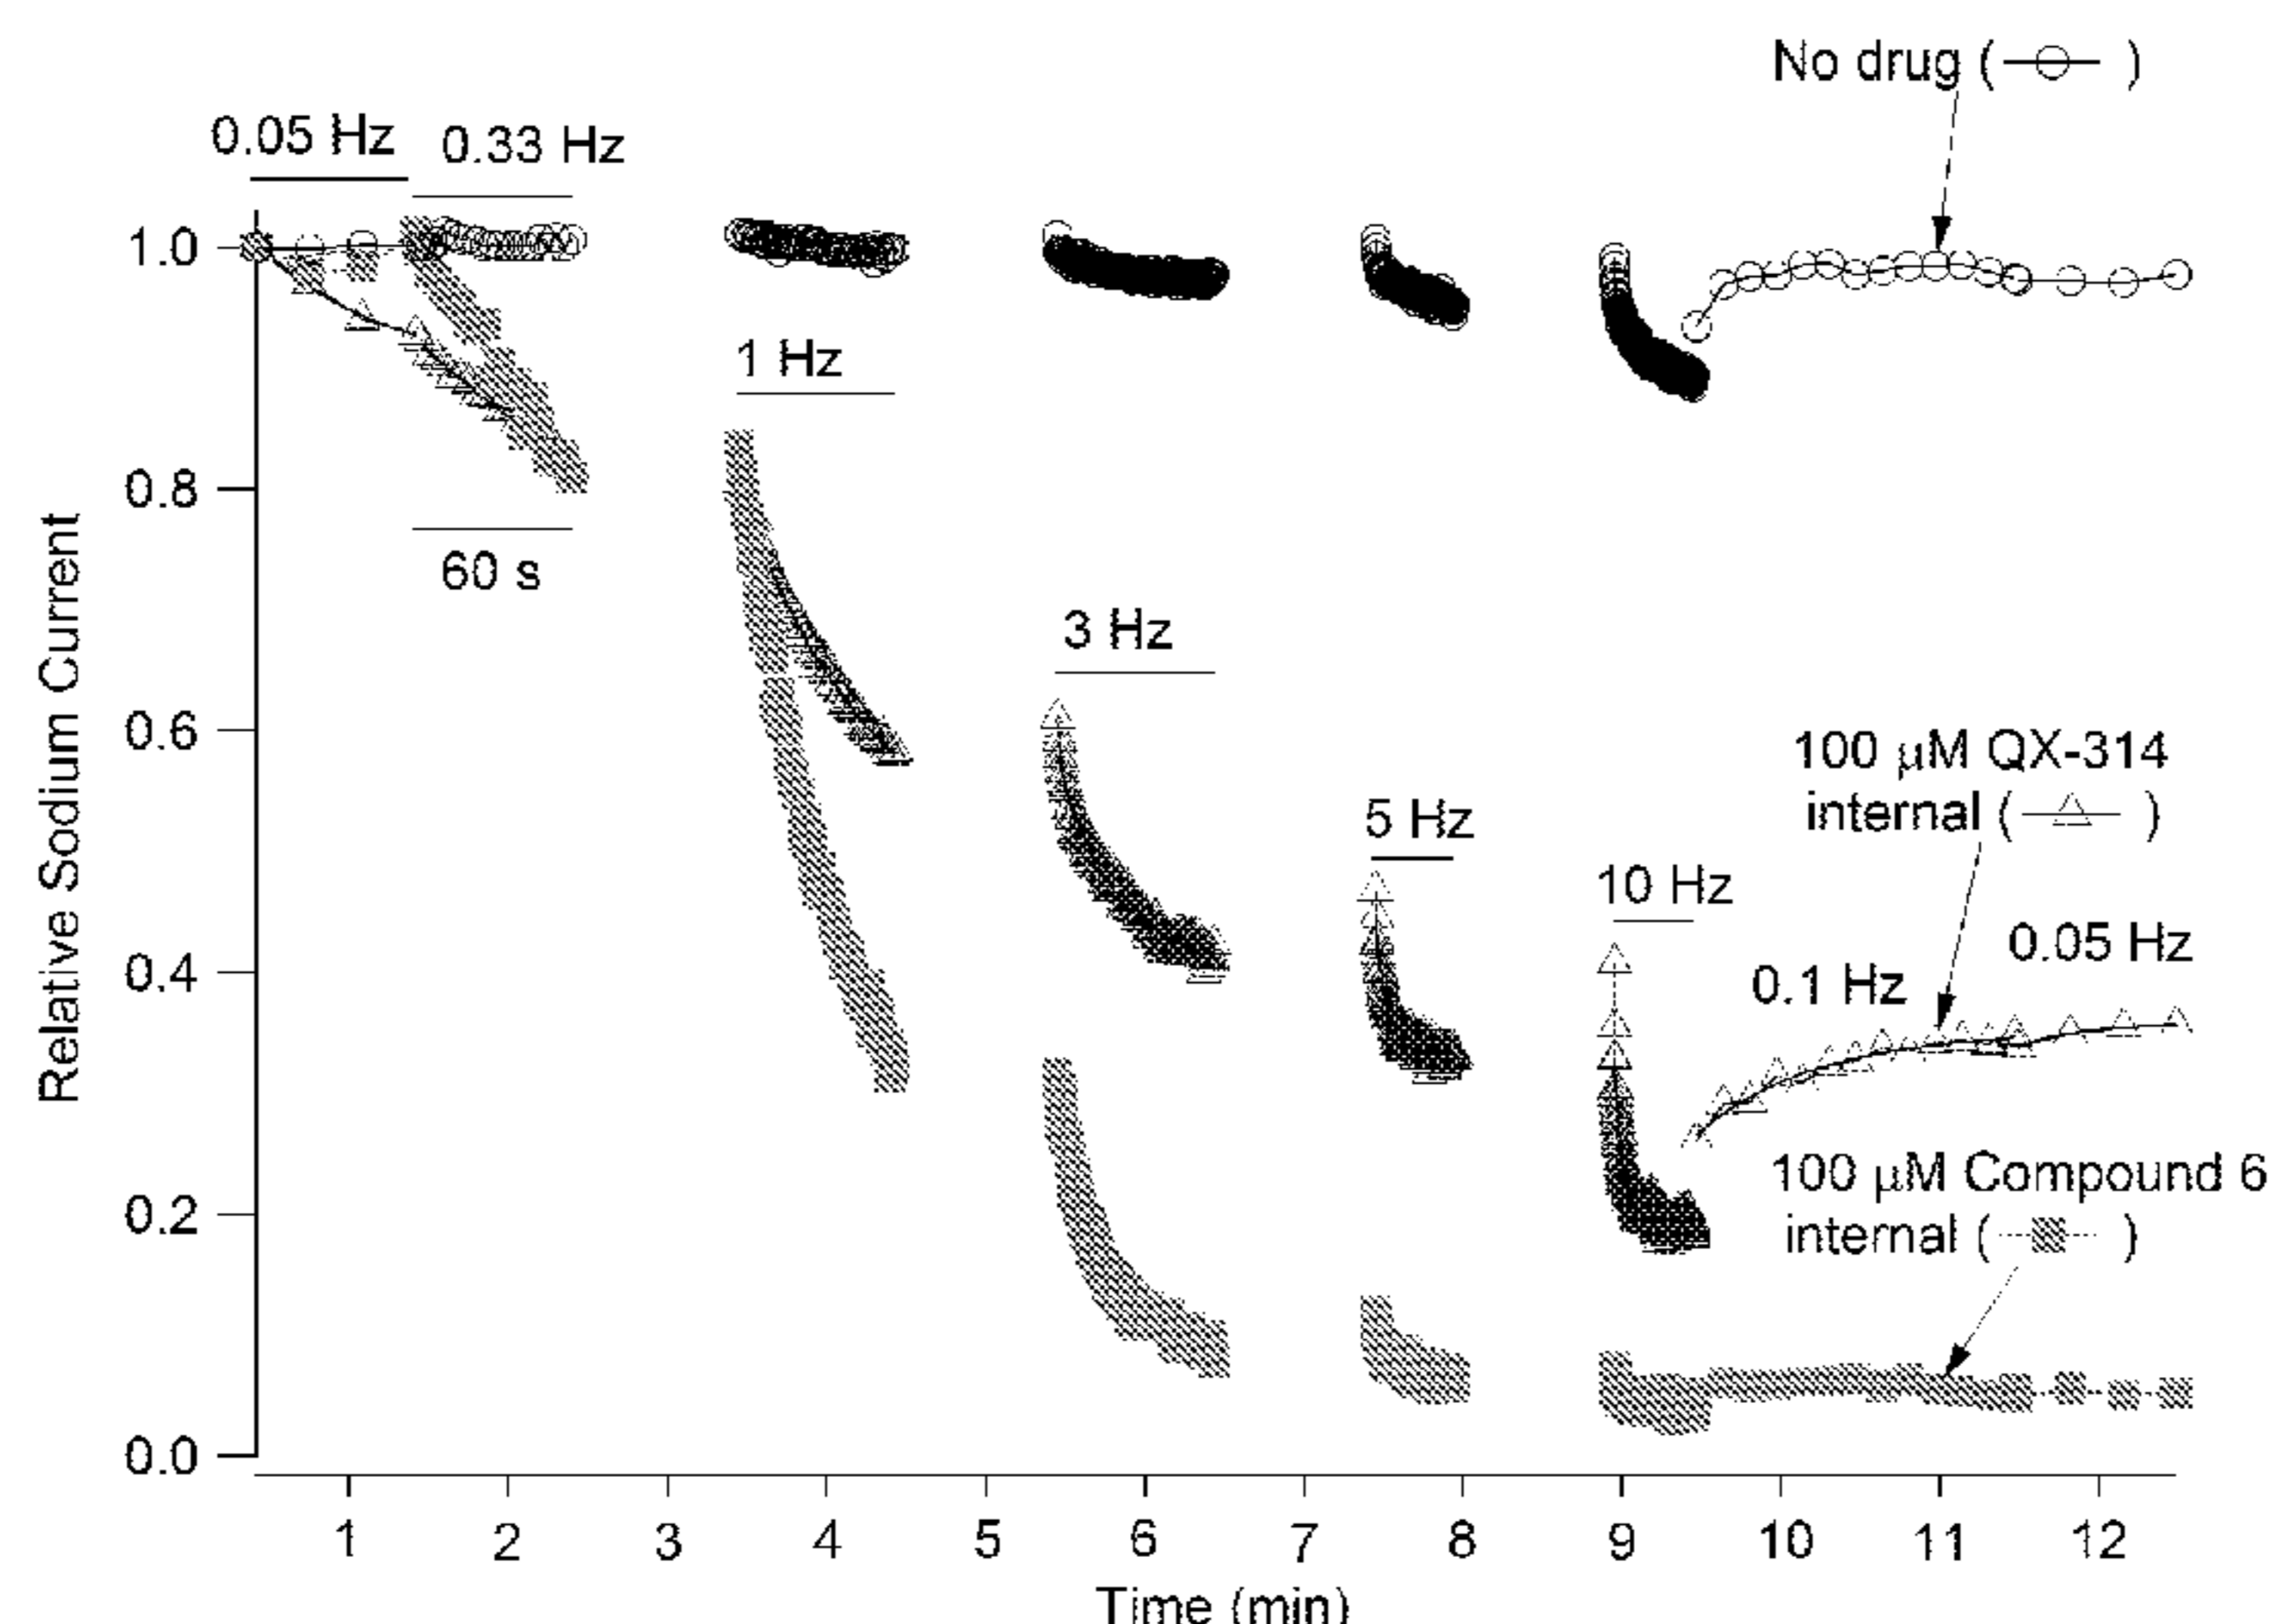 No drug ( )
0.05 Hz
0.33 Hz
1.0
0.8
0.6
0.4
0.2
0.0
Relative Sodium Current
60 s
1 Hz
3 Hz
5 Hz
10 Hz
100 μM QX-314
internal ( )
0.1 Hz
0.05 Hz
100 μM Compound 6
internal ( )
1 2 3 4 5 6 7 8 9 10 11 12
Time (min)